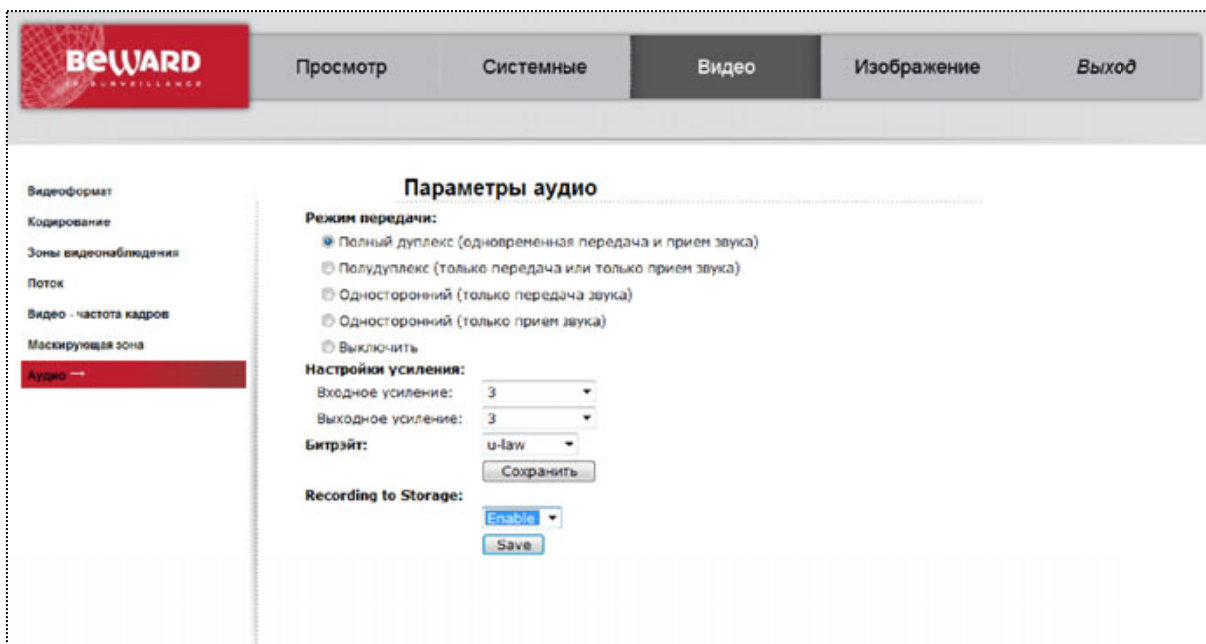 BEWARD
IP SURVEILLANCE
Просмотр Системные Видео Изображение Выход
Видеоформат
Кодирование
Зоны видеонаблюдения
Поток
Видео - частота кадров
Маскирующая зона
Аудио →
Параметры аудио
Режим передачи:
Полный дуплекс (одновременная передача и прием звука)
Полудуплекс (только передача или только прием звука)
Односторонний (только передача звука)
Односторонний (только прием звука)
Выключить
Настройки усиления:
Входное усиление: 3
Выходное усиление: 3
Битрэйт: u-law
Сохранить
Recording to Storage:
Enable
Save